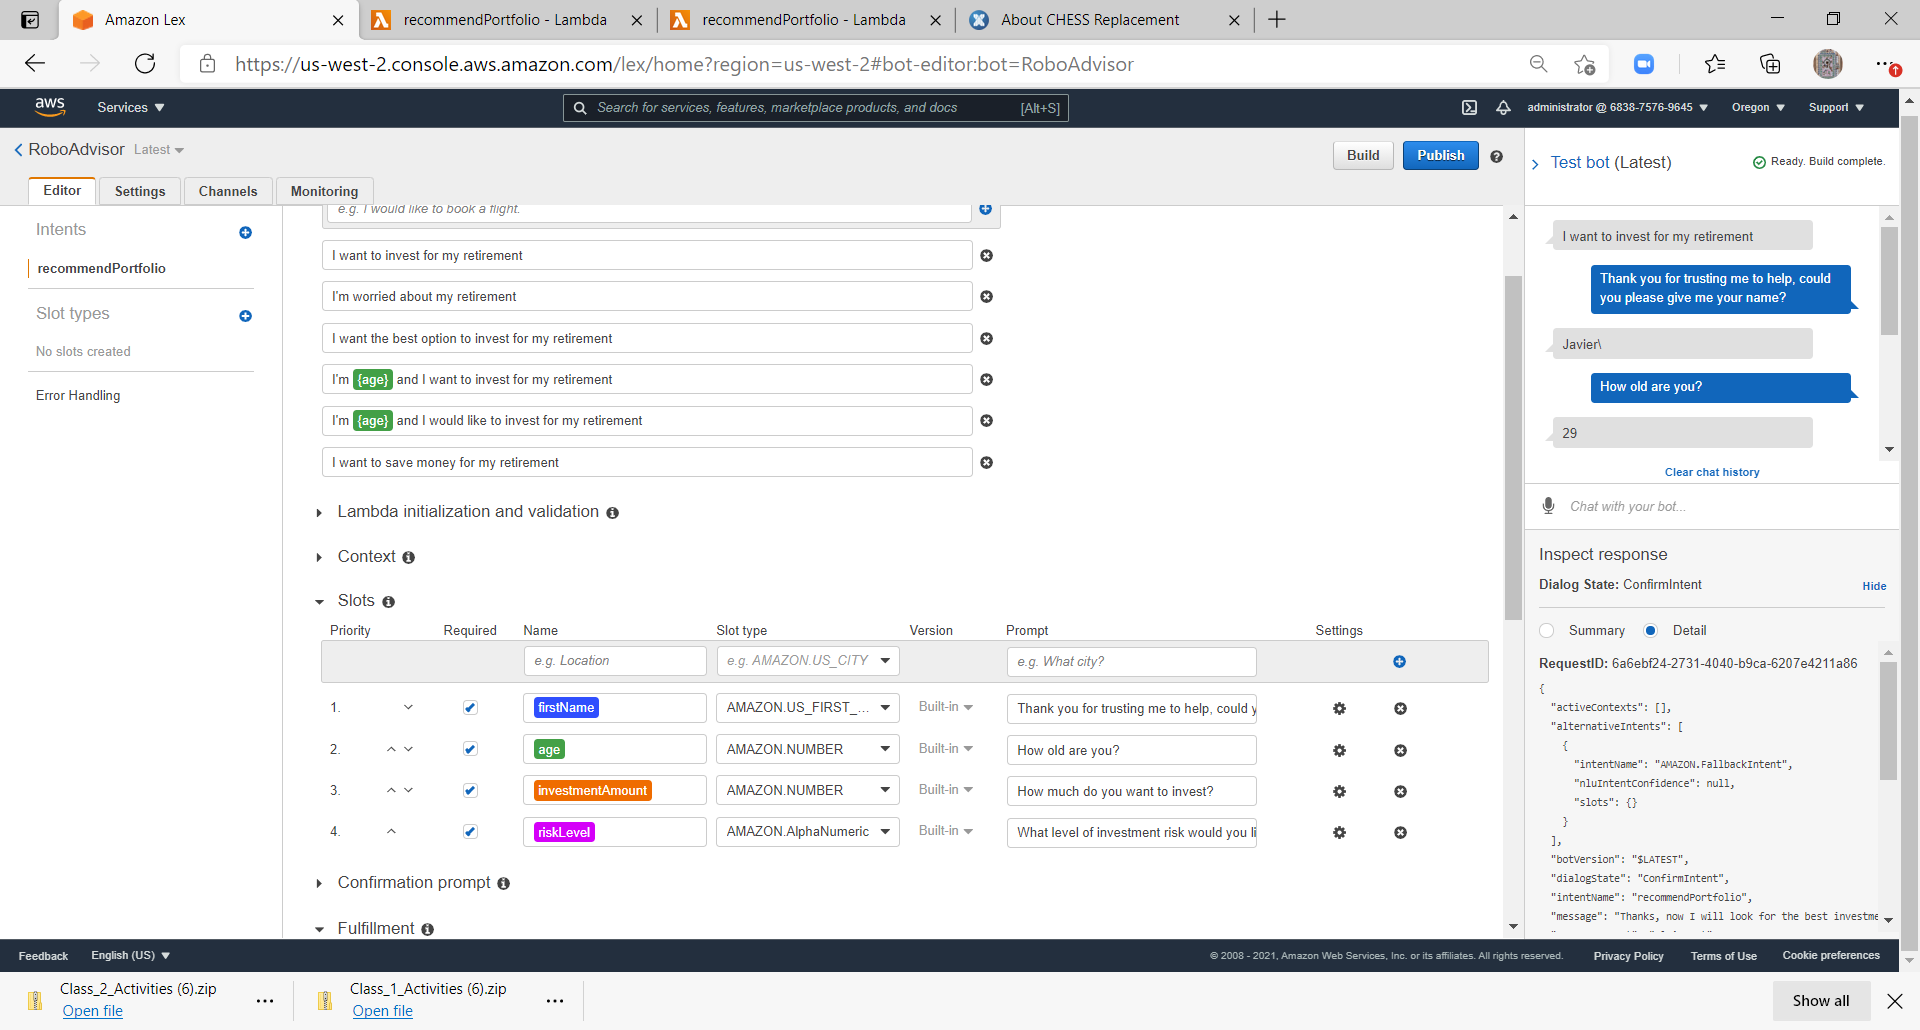 Amazon Lex
recommendPortfolio - Lambda
recommendPortfolio - Lambda
About CHESS Replacement
https://us-west-2.console.aws.amazon.com/lex/home?region=us-west-2#bot-editor:bot=RoboAdvisor
aws
Services
Search for services, features, marketplace products, and docs
[Alt+S]
administrator @ 6838-7576-9645
Oregon
Support
RoboAdvisor Latest
Build
Publish
Editor
Settings
Channels
Monitoring
Intents
recommendPortfolio
Slot types
No slots created
Error Handling
e.g. I would like to book a flight.
I want to invest for my retirement
I'm worried about my retirement
I want the best option to invest for my retirement
I'm {age} and I want to invest for my retirement
I'm {age} and I would like to invest for my retirement
I want to save money for my retirement
Lambda initialization and validation
Context
Slots
Priority Required Name Slot type Version Prompt Settings
e.g. Location e.g. AMAZON.US_CITY e.g. What city?
1. firstName AMAZON.US_FIRST_... Built-in Thank you for trusting me to help, could y
2. age AMAZON.NUMBER Built-in How old are you?
3. investmentAmount AMAZON.NUMBER Built-in How much do you want to invest?
4. riskLevel AMAZON.AlphaNumeric Built-in What level of investment risk would you li
Confirmation prompt
Fulfillment
Test bot (Latest)
Ready. Build complete.
I want to invest for my retirement
Thank you for trusting me to help, could
you please give me your name?
Javier\
How old are you?
29
Clear chat history
Chat with your bot...
Inspect response
Dialog State: ConfirmIntent
Hide
Summary Detail
RequestID: 6a6ebf24-2731-4040-b9ca-6207e4211a86
{
"activeContexts": [],
"alternativeIntents": [
{
"intentName": "AMAZON.FallbackIntent",
"nluIntentConfidence": null,
"slots": {}
}
],
"botVersion": "$LATEST",
"dialogState": "ConfirmIntent",
"intentName": "recommendPortfolio",
"message": "Thanks, now I will look for the best investme
Feedback
English (US)
© 2008 - 2021, Amazon Web Services, Inc. or its affiliates. All rights reserved.
Privacy Policy
Terms of Use
Cookie preferences
Class_2_Activities (6).zip
Open file
Class_1_Activities (6).zip
Open file
Show all